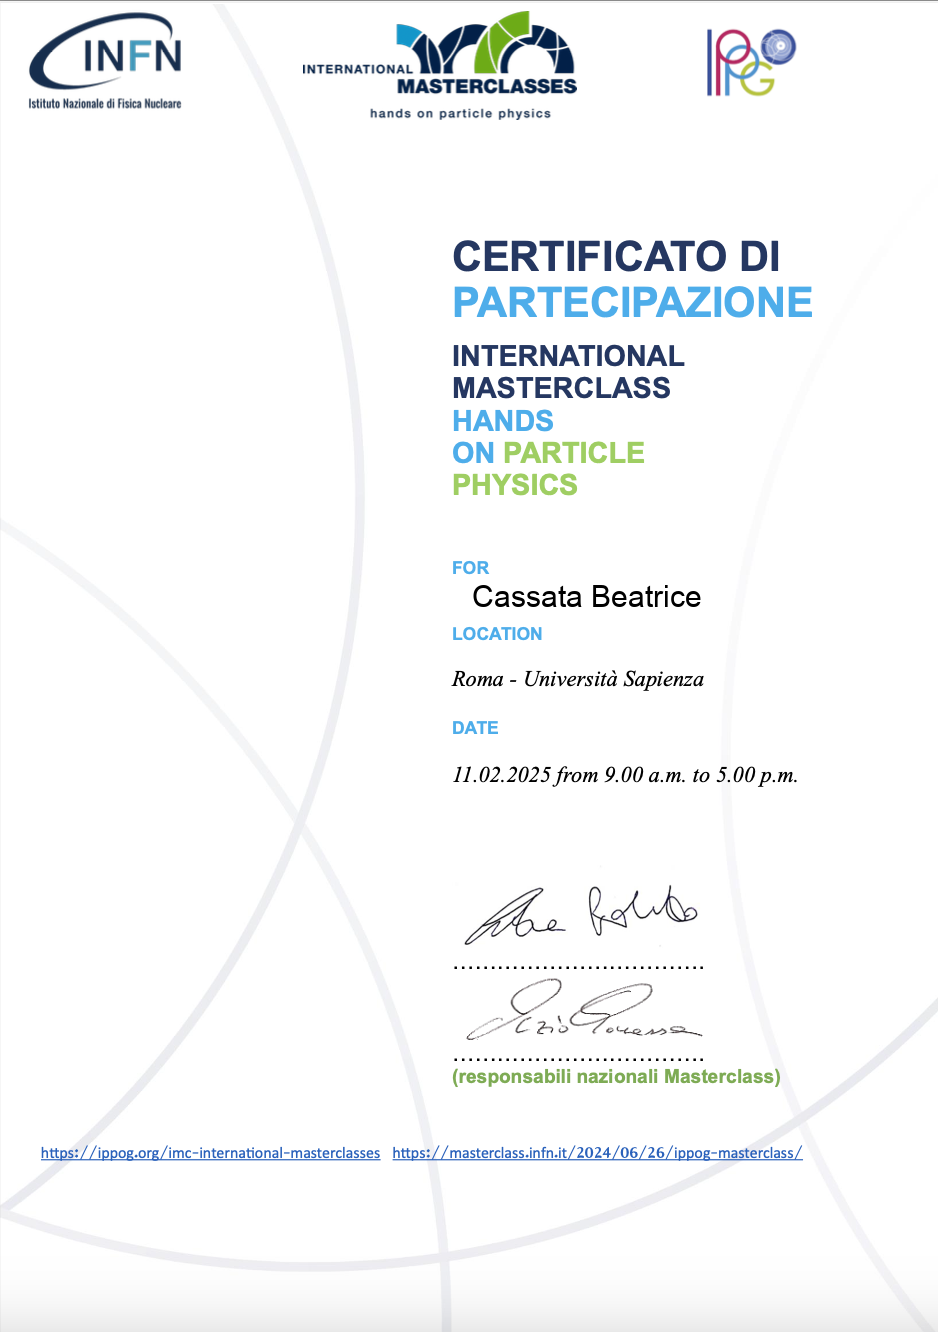 INFN
Istituto Nazionale di Fisica Nucleare
INTERNATIONAL
MASTERCLASSES
hands on particle physics
IPPOG
CERTIFICATO DI
PARTECIPAZIONE
INTERNATIONAL
MASTERCLASS
HANDS
ON PARTICLE
PHYSICS
FOR
Cassata Beatrice
LOCATION
Roma - Università Sapienza
DATE
11.02.2025 from 9.00 a.m. to 5.00 p.m.
..................................
..................................
(responsabili nazionali Masterclass)
https://ippog.org/imc-international-masterclasses https://masterclass.infn.it/2024/06/26/ippog-masterclass/